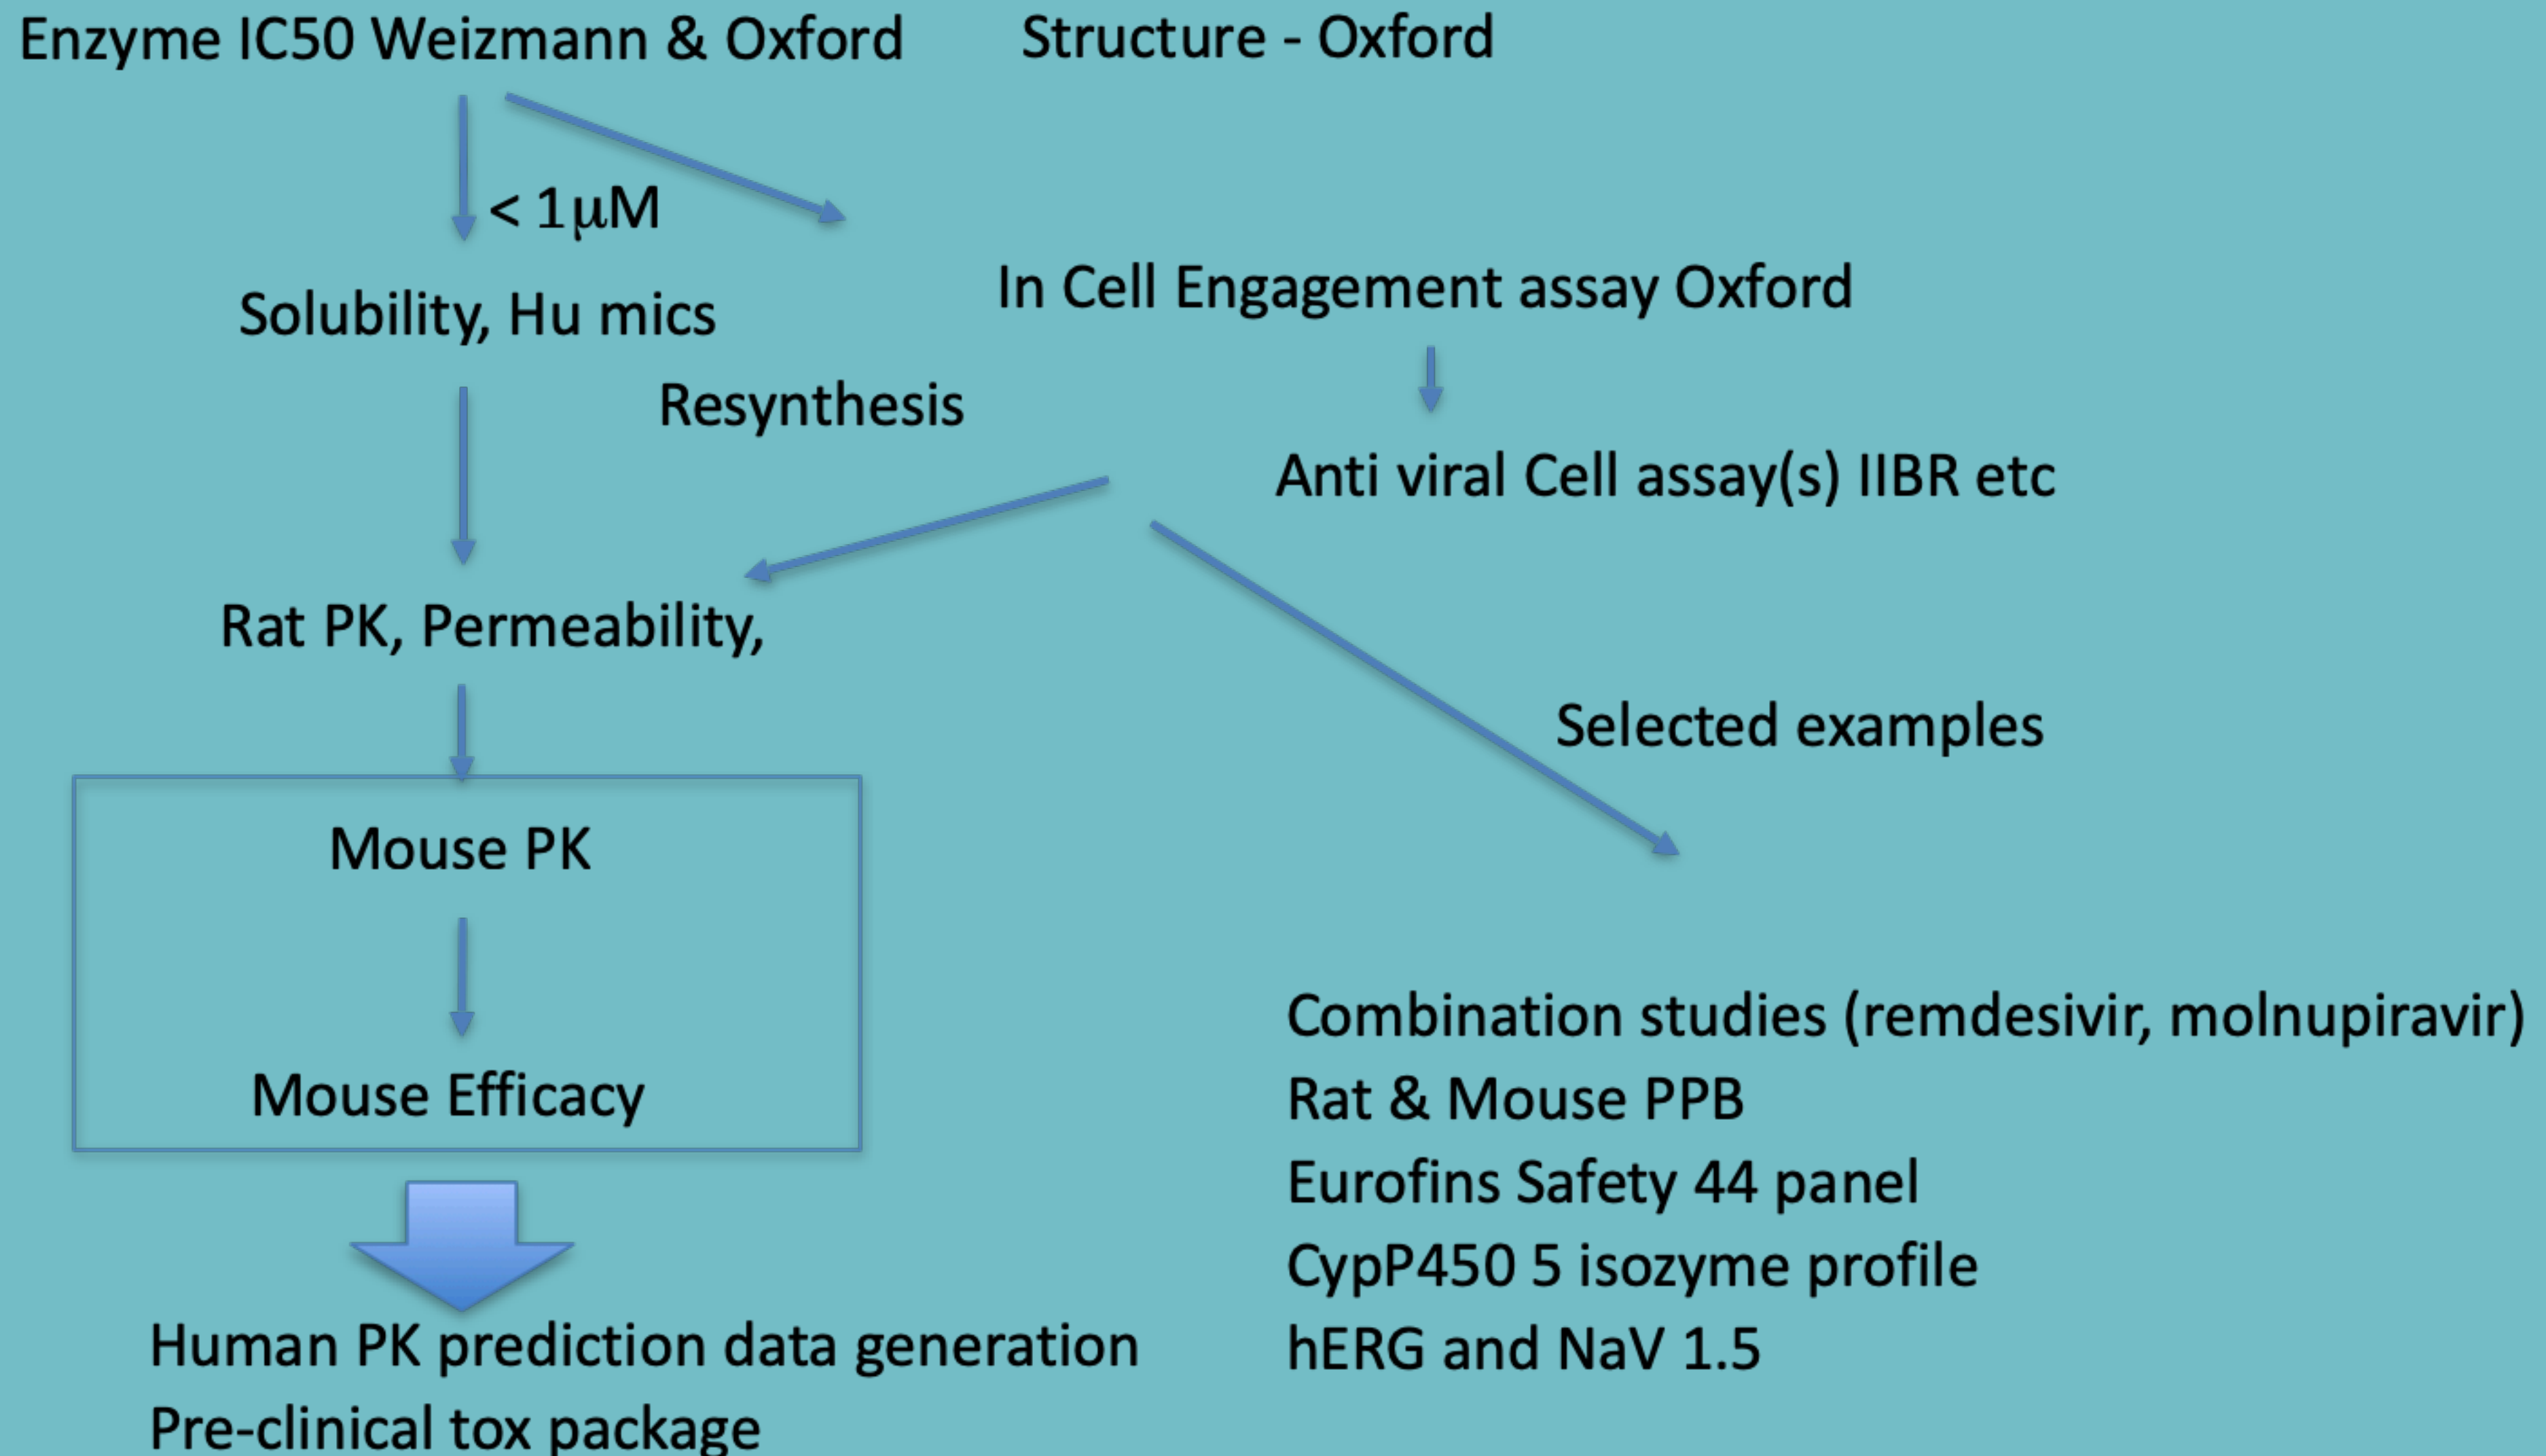 Enzyme IC50 Weizmann & Oxford
Structure - Oxford
< 1μM
Solubility, Hu mics
In Cell Engagement assay Oxford
Resynthesis
Anti viral Cell assay(s) IIBR etc
Rat PK, Permeability,
Selected examples
Mouse PK
Mouse Efficacy
Combination studies (remdesivir, molnupiravir)
Rat & Mouse PPB
Eurofins Safety 44 panel
CypP450 5 isozyme profile
hERG and NaV 1.5
Human PK prediction data generation
Pre-clinical tox package